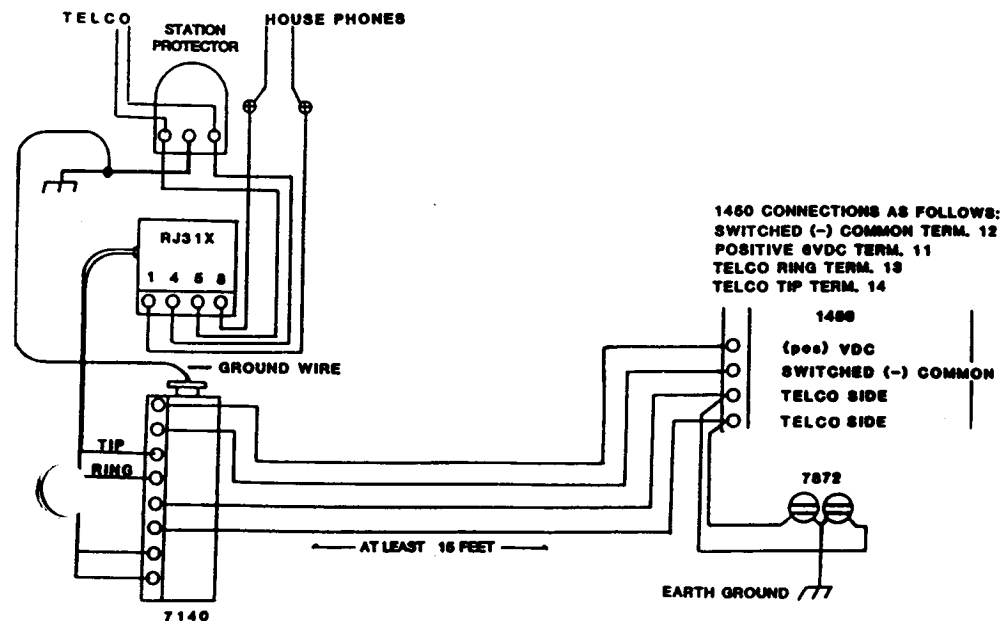 TELCO
STATION
PROTECTOR
HOUSE PHONES
RJ31X
1 4 5 8
GROUND WIRE
TIP
RING
7140
AT LEAST 15 FEET
1450 CONNECTIONS AS FOLLOWS:
SWITCHED (-) COMMON TERM. 12
POSITIVE 6VDC TERM. 11
TELCO RING TERM. 13
TELCO TIP TERM. 14
1450
(pos) VDC
SWITCHED (-) COMMON
TELCO SIDE
TELCO SIDE
7872
EARTH GROUND